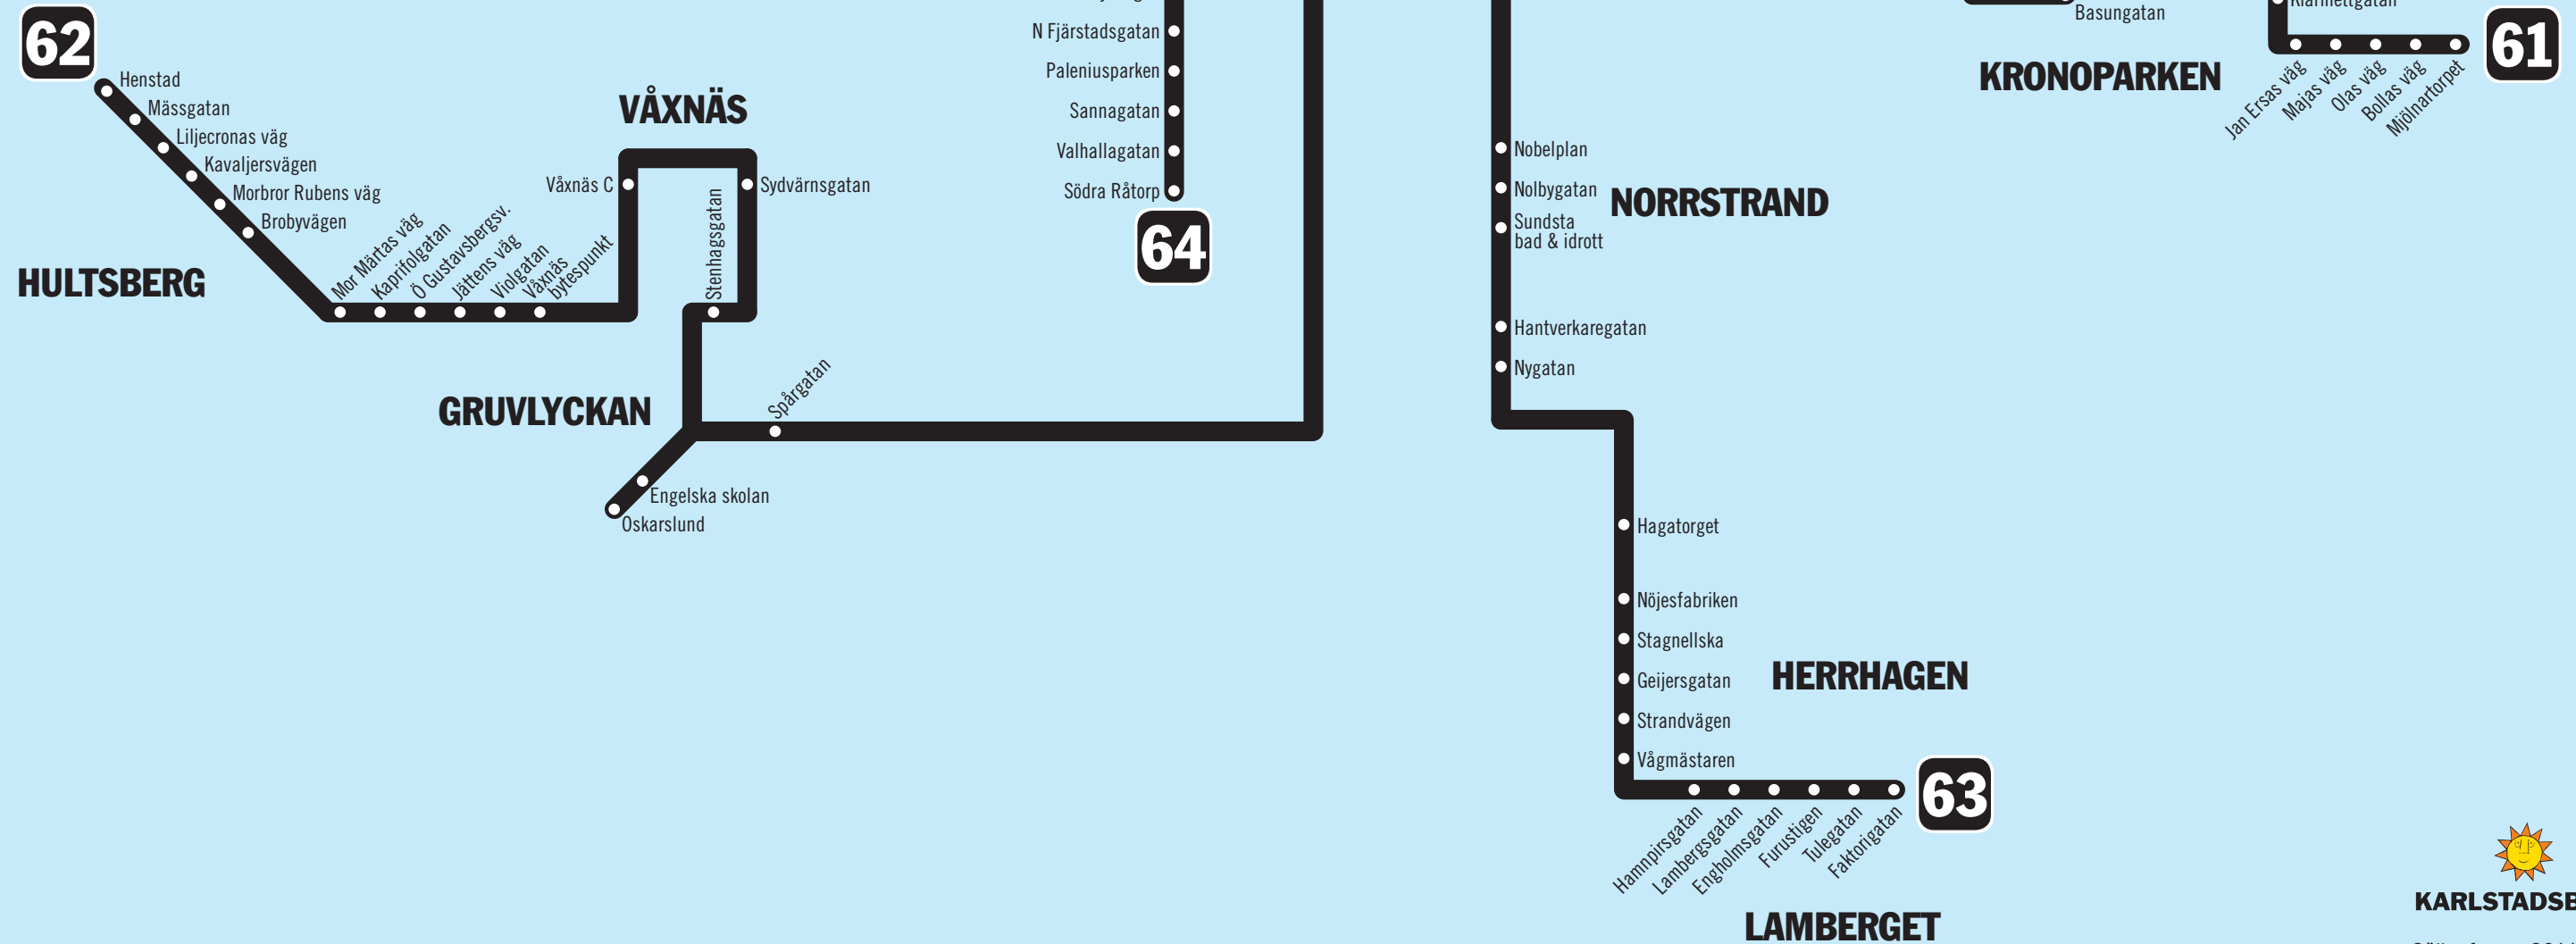 62
Henstad
Mässgatan
Liljecronas väg
Kavaljersvägen
Morbror Rubens väg
Brobyvägen
HULTSBERG
Mor Märtas väg
Kaprifolgatan
Ö Gustavsbergsv.
Jättens väg
Violgatan
Våxnäs
bytespunkt
VÅXNÄS
Våxnäs C
Sydvärnsgatan
Stenhagsgatan
GRUVLYCKAN
Spårgatan
Engelska skolan
Oskarslund
N Fjärstadsgatan
Paleniusparken
Sannagatan
Valhallagatan
Södra Råtorp
64
Nobelplan
Nolbygatan
Sundsta
bad & idrott
NORRSTRAND
Hantverkaregatan
Nygatan
Hagatorget
Nöjesfabriken
Stagnellska
Geijersgatan
Strandvägen
Vågmästaren
HERRHAGEN
63
Hamnpirsgatan
Lambergsgatan
Engholmsgatan
Furustigen
Tulegatan
Faktorigatan
LAMBERGET
Basungatan
KRONOPARKEN
Klarinettgatan
61
Jan Ersas väg
Majas väg
Olas väg
Bollas väg
Mjölnartorpet
KARLSTADSB